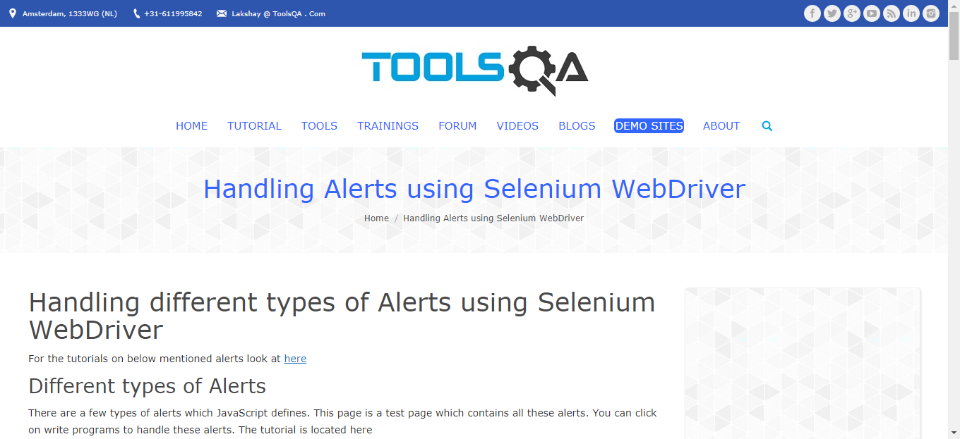 Amsterdam, 1333WG (NL) +31-611995842 Lakshay @ ToolsQA . Com
TOOLSQA
HOME TUTORIAL TOOLS TRAININGS FORUM VIDEOS BLOGS DEMO SITES ABOUT
Handling Alerts using Selenium WebDriver
Home / Handling Alerts using Selenium WebDriver
Handling different types of Alerts using Selenium
WebDriver
For the tutorials on below mentioned alerts look at here
Different types of Alerts
There are a few types of alerts which JavaScript defines. This page is a test page which contains all these alerts. You can click
on write programs to handle these alerts. The tutorial is located here